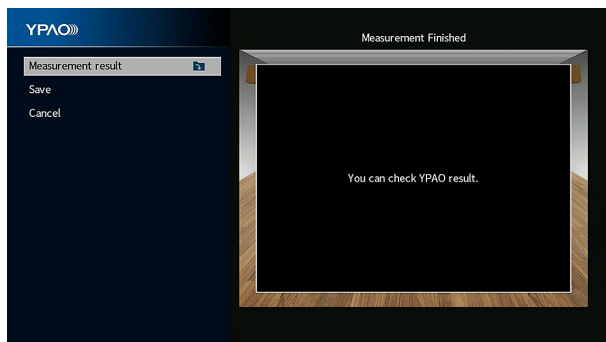 YPAO
Measurement Finished
Measurement result
Save
Cancel
You can check YPAO result.